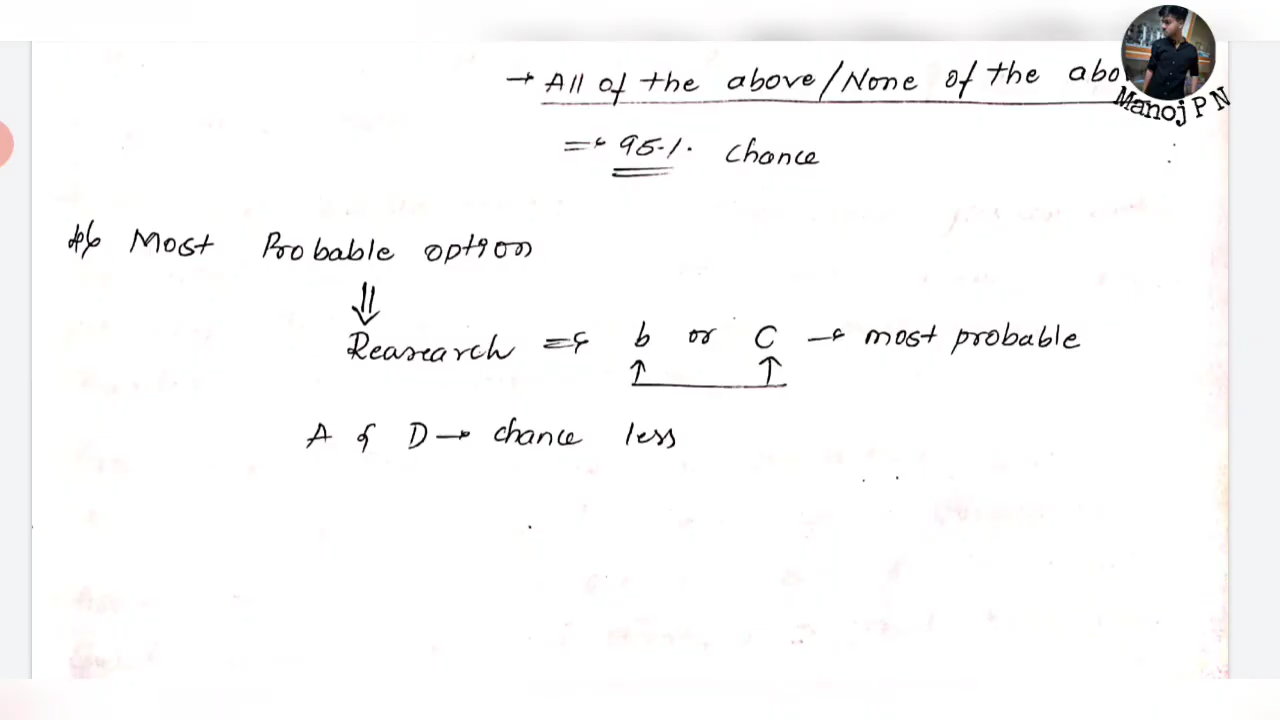 → All of the above/None of the abo
Manoj P N
=> 95.1. chance
Most Probable option
⇓
Reasearch => b or C → most probable
↑ ↑
A & D → chance less